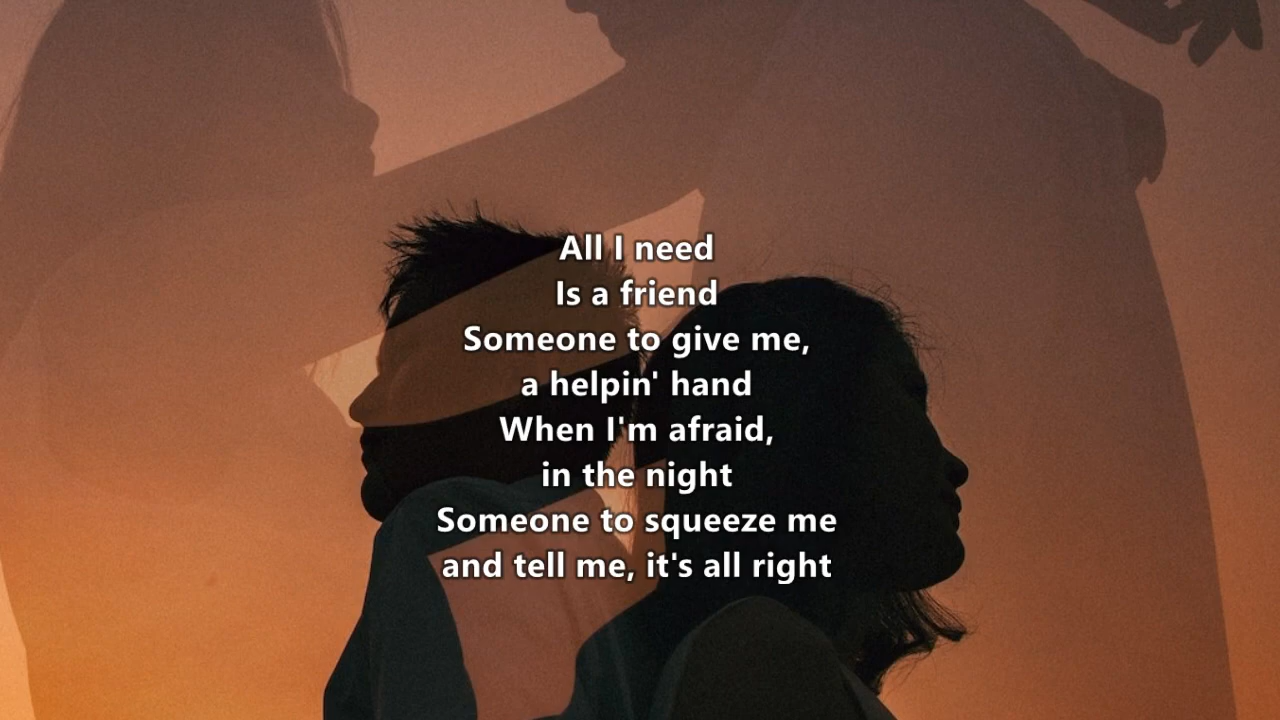 All I need
Is a friend
Someone to give me,
a helpin' hand
When I'm afraid,
in the night
Someone to squeeze me
and tell me, it's all right